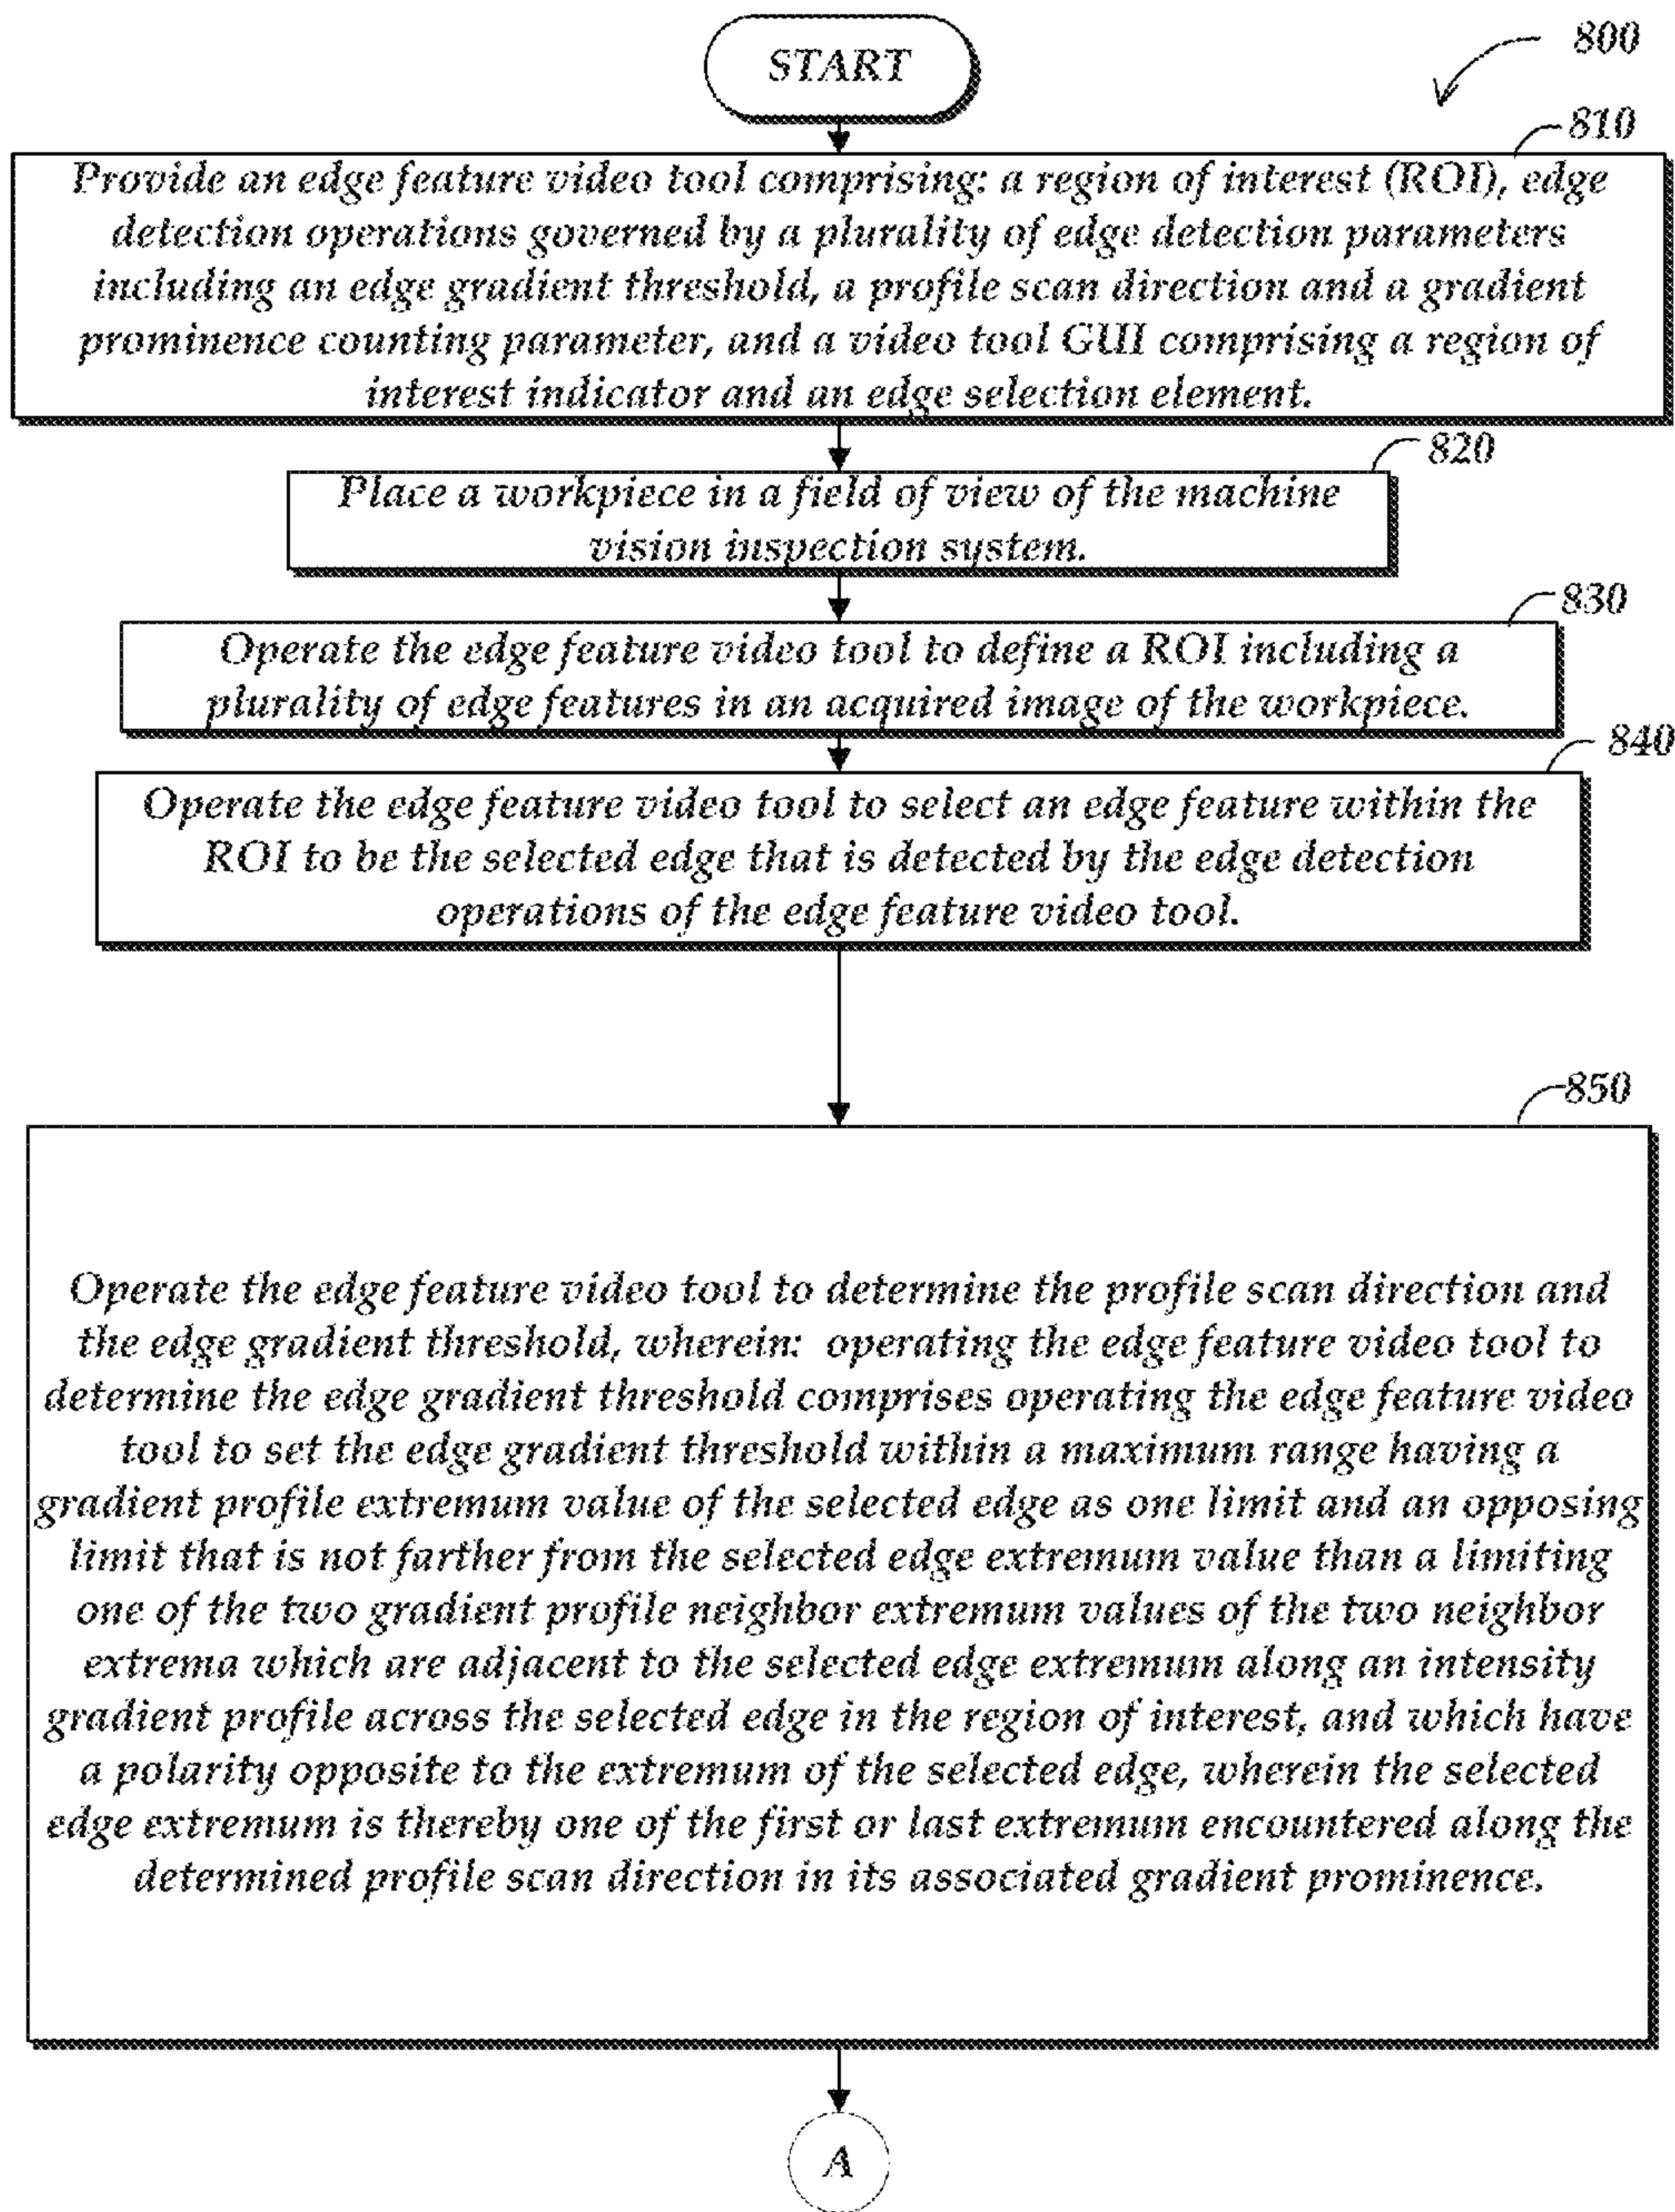 START
800
810
Provide an edge feature video tool comprising: a region of interest (ROI), edge
detection operations governed by a plurality of edge detection parameters
including an edge gradient threshold, a profile scan direction and a gradient
prominence counting parameter, and a video tool GUI comprising a region of
interest indicator and an edge selection element.
820
Place a workpiece in a field of view of the machine
vision inspection system.
830
Operate the edge feature video tool to define a ROI including a
plurality of edge features in an acquired image of the workpiece.
840
Operate the edge feature video tool to select an edge feature within the
ROI to be the selected edge that is detected by the edge detection
operations of the edge feature video tool.
850
Operate the edge feature video tool to determine the profile scan direction and
the edge gradient threshold, wherein: operating the edge feature video tool to
determine the edge gradient threshold comprises operating the edge feature video
tool to set the edge gradient threshold within a maximum range having a
gradient profile extremum value of the selected edge as one limit and an opposing
limit that is not farther from the selected edge extremum value than a limiting
one of the two gradient profile neighbor extremum values of the two neighbor
extrema which are adjacent to the selected edge extremum along an intensity
gradient profile across the selected edge in the region of interest, and which have
a polarity opposite to the extremum of the selected edge, wherein the selected
edge extremum is thereby one of the first or last extremum encountered along the
determined profile scan direction in its associated gradient prominence.
A